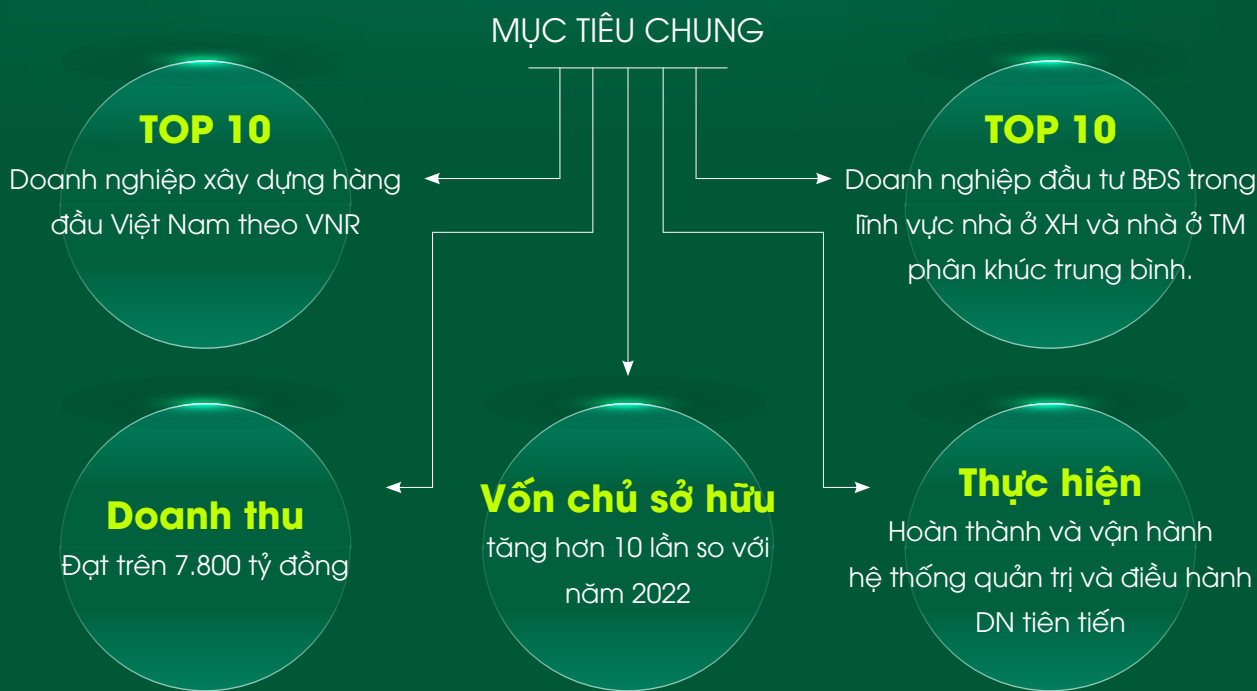 MỤC TIÊU CHUNG
TOP 10
Doanh nghiệp xây dựng hàng
đầu Việt Nam theo VNR
TOP 10
Doanh nghiệp đầu tư BĐS trong
lĩnh vực nhà ở XH và nhà ở TM
phân khúc trung bình.
Doanh thu
Đạt trên 7.800 tỷ đồng
Vốn chủ sở hữu
tăng hơn 10 lần so với
năm 2022
Thực hiện
Hoàn thành và vận hành
hệ thống quản trị và điều hành
DN tiên tiến